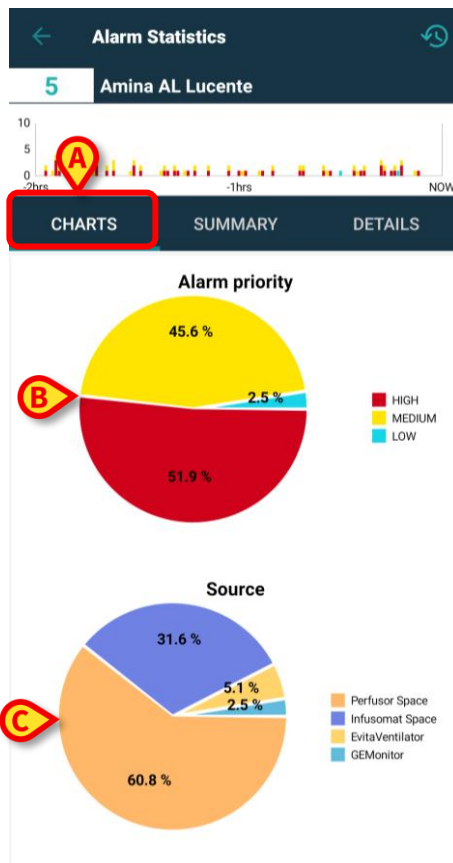 Alarm Statistics
5 Amina AL Lucente
10
5
0
-2hrs -1hrs NOW
A
CHARTS SUMMARY DETAILS
Alarm priority
45.6 %
2.5 %
51.9 %
B
HIGH
MEDIUM
LOW
Source
31.6 %
5.1 %
2.5 %
60.8 %
C
Perfusor Space
Infusomat Space
EvitaVentilator
GEMonitor